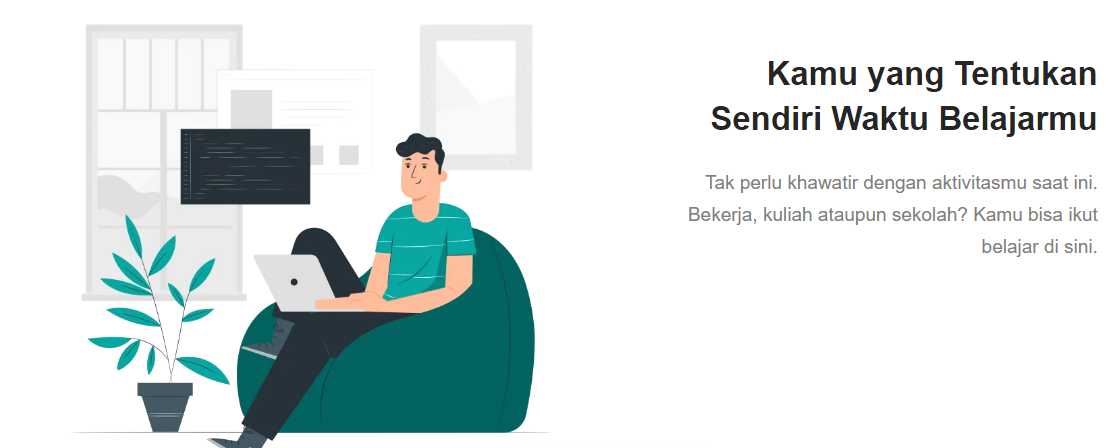 Kamu yang Tentukan
Sendiri Waktu Belajarmu
Tak perlu khawatir dengan aktivitasmu saat ini.
Bekerja, kuliah ataupun sekolah? Kamu bisa ikut
belajar di sini.